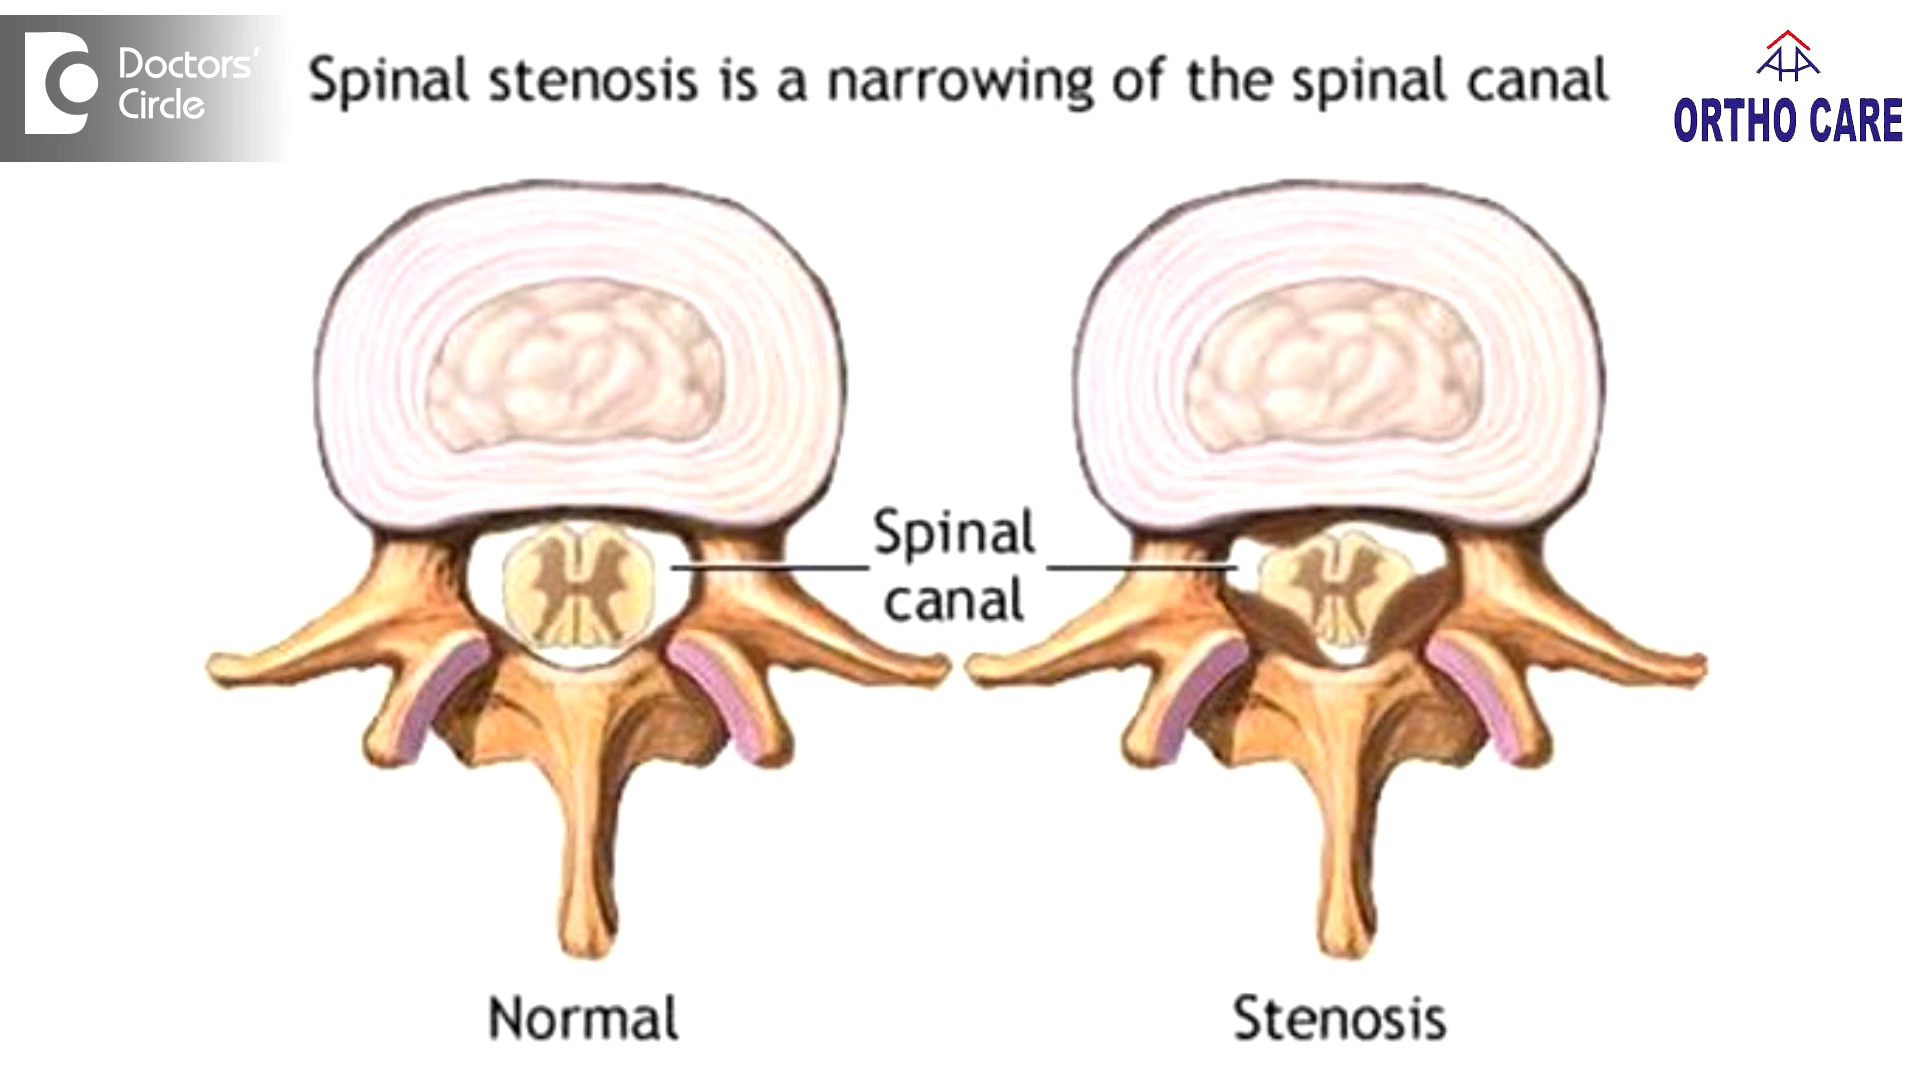 Doctors'
Circle
Spinal stenosis is a narrowing of the spinal canal
ORTHO CARE
Spinal
canal
Normal
Stenosis